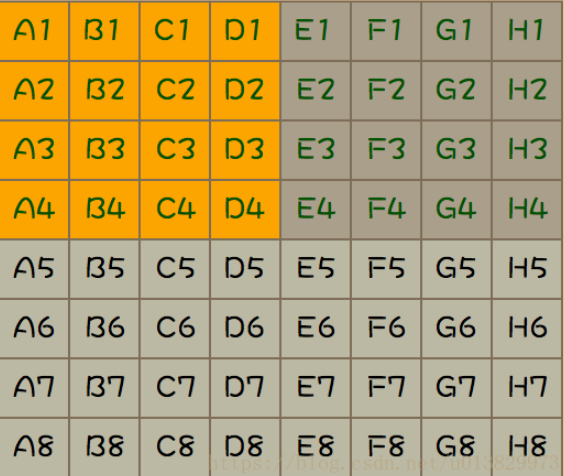 A1 B1 C1 D1 E1 F1 G1 H1
A2 B2 C2 D2 E2 F2 G2 H2
A3 B3 C3 D3 E3 F3 G3 H3
A4 B4 C4 D4 E4 F4 G4 H4
A5 B5 C5 D5 E5 F5 G5 H5
A6 B6 C6 D6 E6 F6 G6 H6
A7 B7 C7 D7 E7 F7 G7 H7
A8 B8 C8 D8 E8 F8 G8 H8
https://blog.csdn.net/u013829973